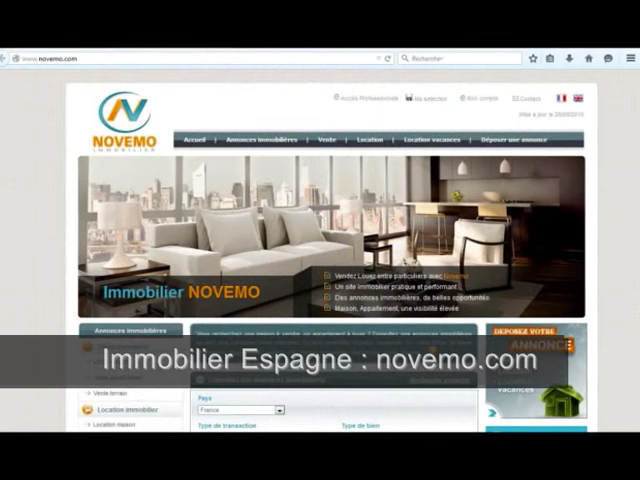 www.novemo.com
Rechercher
Accès Professionnels
Ma selection
Mon compte
Contact
NOVEMO
IMMOBILIER
Accueil | Annonces immobilières | Vente | Location | Location vacances | Déposer une annonce
Immobilier NOVEMO
Vendez Louez entre particuliers avec Novemo
Un site immobilier pratique et performant
Des annonces immobilières, de belles opportunités
Maison, Appartement, une visibilité élevée
Annonces immobilières
DEPOSEZ VOTRE
ANNONCE
Immobilier Espagne : novemo.com
vacances
Vente terrain
Location immobilier
Location maison
Pays
France
Type de transaction
Type de bien